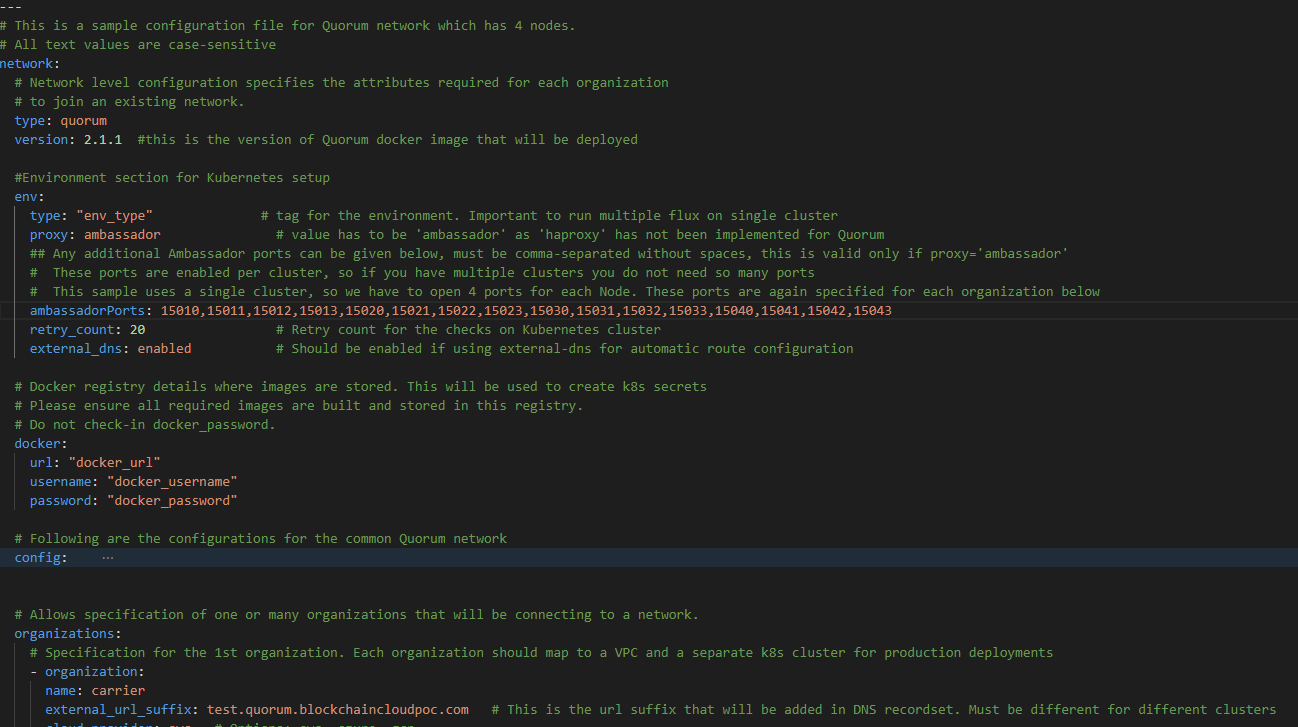 ---
# This is a sample configuration file for Quorum network which has 4 nodes.
# All text values are case-sensitive
network:
  # Network level configuration specifies the attributes required for each organization
  # to join an existing network.
  type: quorum
  version: 2.1.1  #this is the version of Quorum docker image that will be deployed

  #Environment section for Kubernetes setup
  env:
    type: "env_type"              # tag for the environment. Important to run multiple flux on single cluster
    proxy: ambassador               # value has to be 'ambassador' as 'haproxy' has not been implemented for Quorum
    ## Any additional Ambassador ports can be given below, must be comma-separated without spaces, this is valid only if proxy='ambassador'
    #  These ports are enabled per cluster, so if you have multiple clusters you do not need so many ports
    #  This sample uses a single cluster, so we have to open 4 ports for each Node. These ports are again specified for each organization below
    ambassadorPorts: 15010,15011,15012,15013,15020,15021,15022,15023,15030,15031,15032,15033,15040,15041,15042,15043
    retry_count: 20                 # Retry count for the checks on Kubernetes cluster
    external_dns: enabled           # Should be enabled if using external-dns for automatic route configuration

  # Docker registry details where images are stored. This will be used to create k8s secrets
  # Please ensure all required images are built and stored in this registry.
  # Do not check-in docker_password.
  docker:
    url: "docker_url"
    username: "docker_username"
    password: "docker_password"

  # Following are the configurations for the common Quorum network
  config:     ...

  # Allows specification of one or many organizations that will be connecting to a network.
  organizations:
    # Specification for the 1st organization. Each organization should map to a VPC and a separate k8s cluster for production deployments
    - organization:
      name: carrier
      external_url_suffix: test.quorum.blockchaincloudpoc.com   # This is the url suffix that will be added in DNS recordset. Must be different for different clusters